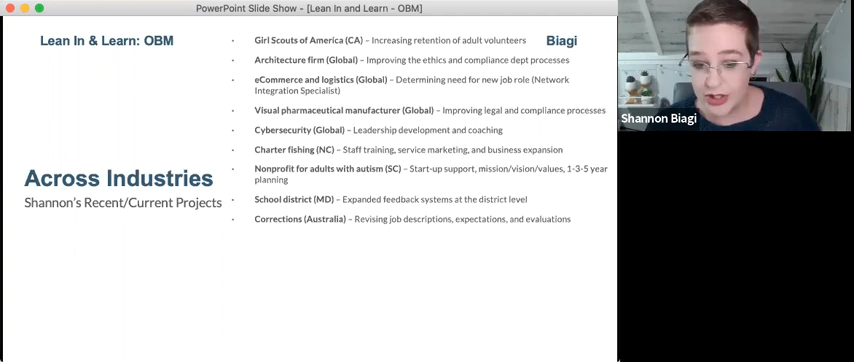 PowerPoint Slide Show - [Lean In and Learn - OBM]
Lean In & Learn: OBM
Biagi
Across Industries
Shannon's Recent/Current Projects
· Girl Scouts of America (CA) – Increasing retention of adult volunteers
· Architecture firm (Global) – Improving the ethics and compliance dept processes
· eCommerce and logistics (Global) – Determining need for new job role (Network
Integration Specialist)
· Visual pharmaceutical manufacturer (Global) – Improving legal and compliance processes
· Cybersecurity (Global) – Leadership development and coaching
· Charter fishing (NC) – Staff training, service marketing, and business expansion
· Nonprofit for adults with autism (SC) – Start-up support, mission/vision/values, 1-3-5 year
planning
· School district (MD) – Expanded feedback systems at the district level
· Corrections (Australia) – Revising job descriptions, expectations, and evaluations
Shannon Biagi